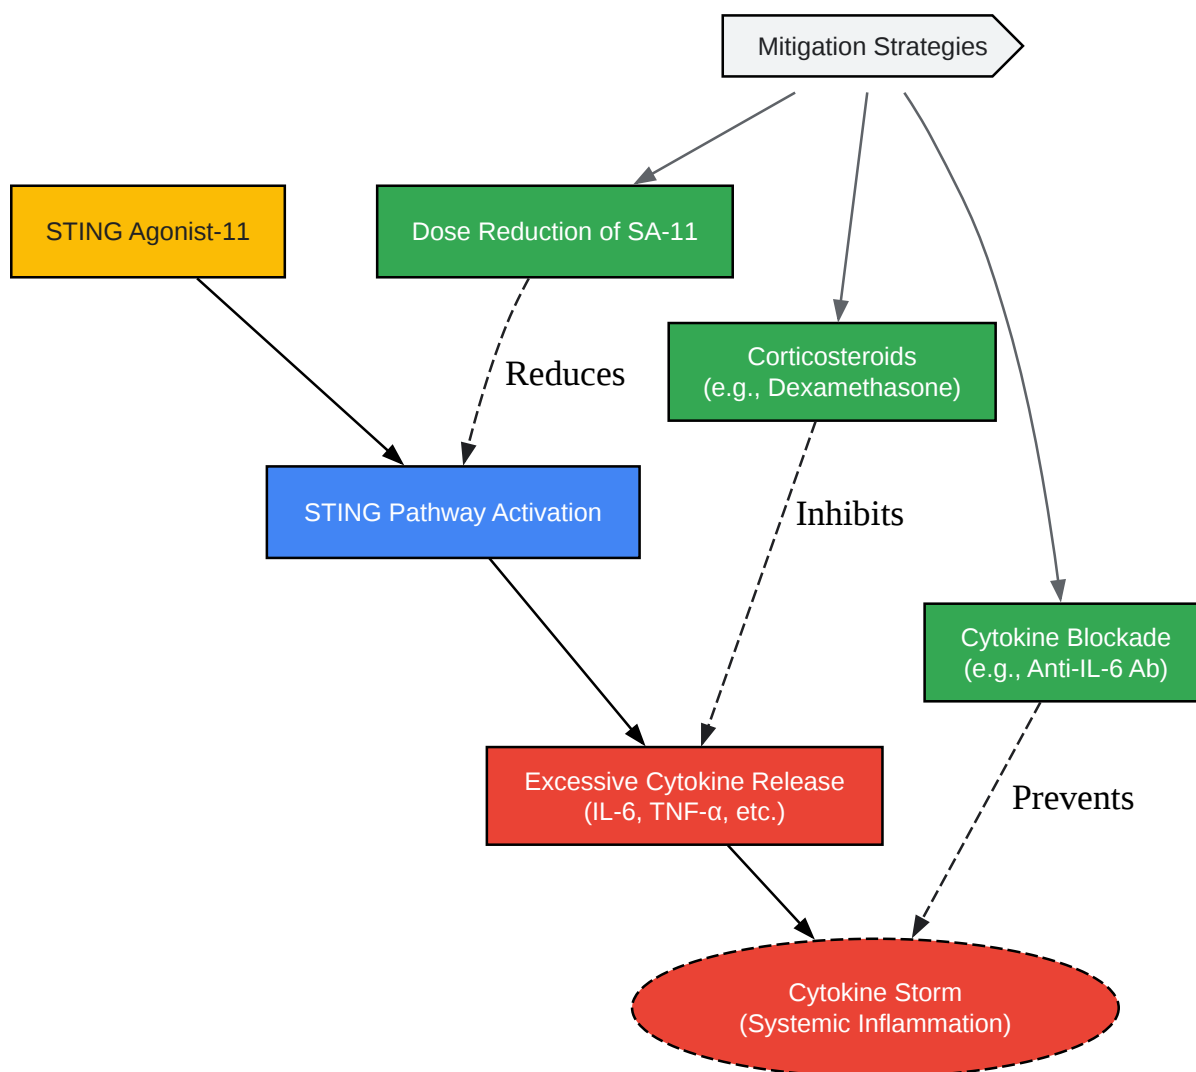 Mitigation Strategies
STING Agonist-11
Dose Reduction of SA-11
Corticosteroids
(e.g., Dexamethasone)
Reduces
STING Pathway Activation
Inhibits
Cytokine Blockade
(e.g., Anti-IL-6 Ab)
Excessive Cytokine Release
(IL-6, TNF-α, etc.)
Prevents
Cytokine Storm
(Systemic Inflammation)